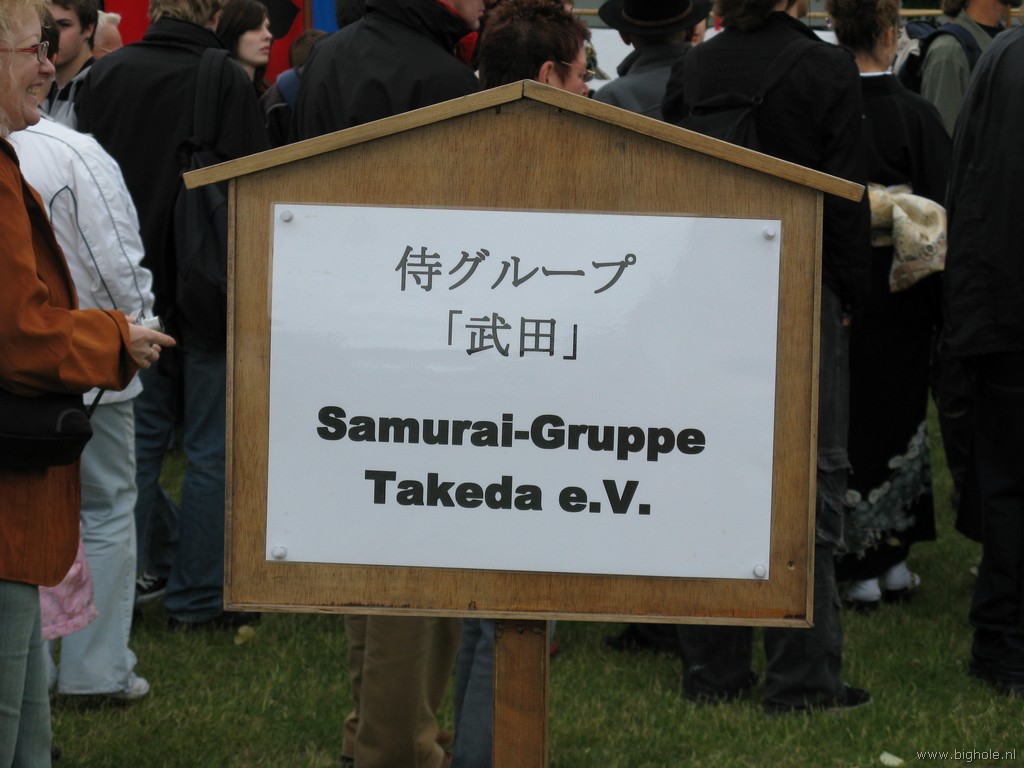 侍グループ
「武田」
Samurai-Gruppe
Takeda e.V.
www.bighole.nl